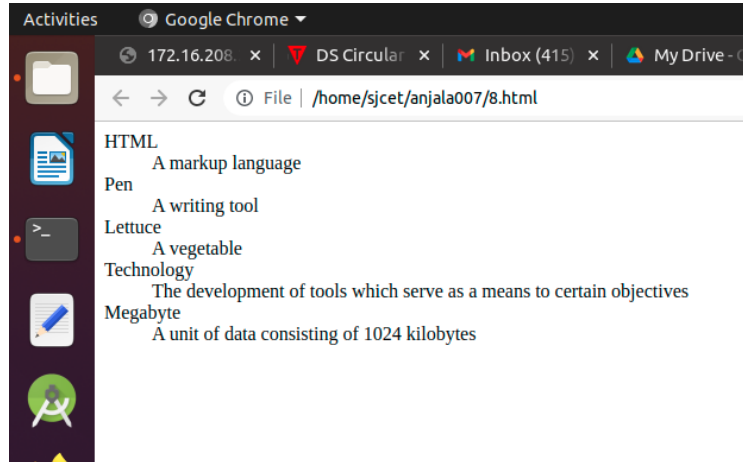 Activities Google Chrome
172.16.208. DS Circular Inbox (415) My Drive -
File /home/sjcet/anjala007/8.html
HTML
A markup language
Pen
A writing tool
Lettuce
A vegetable
Technology
The development of tools which serve as a means to certain objectives
Megabyte
A unit of data consisting of 1024 kilobytes